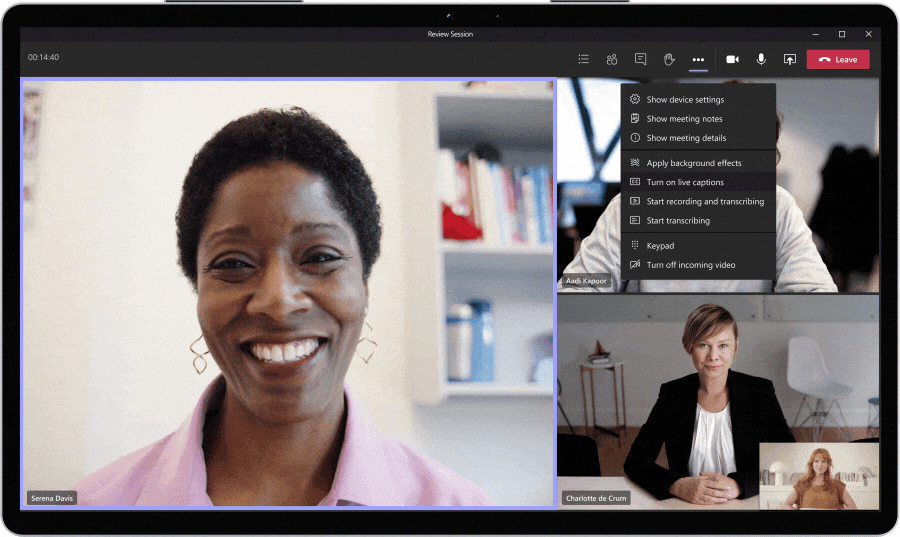 Review Session
00:14:40
Leave
Show device settings
Show meeting notes
Show meeting details
Apply background effects
CC Turn on live captions
Start recording and transcribing
Start transcribing
Keypad
Turn off incoming video
Aadi Kapoor
Serena Davis
Charlotte de Crum